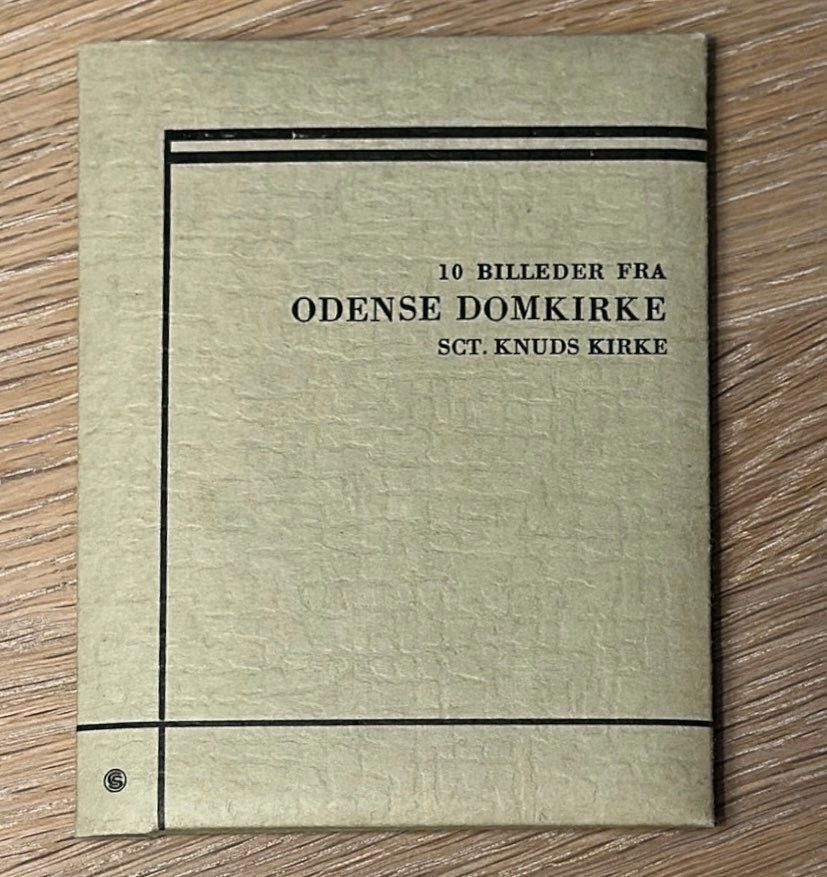 10 BILLEDER FRA
ODENSE DOMKIRKE
SCT. KNUDS KIRKE